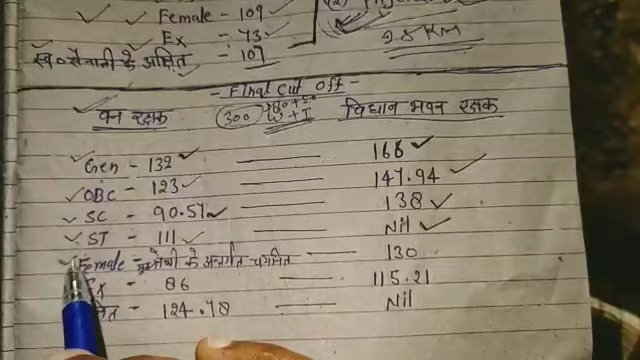 Female - 109
Ex - 73
स्व० सेनानी के आश्रित - 107
28 KM
- Final Cut Off -
वन रक्षक 300 W + I विधान भवन रक्षक
Gen - 132 168
OBC - 123 147.94
SC - 90.57 138
ST - 111 Nil
Female - के अन्तर्गत चयनित 130
Ex - 86 115.21
124.78 Nil